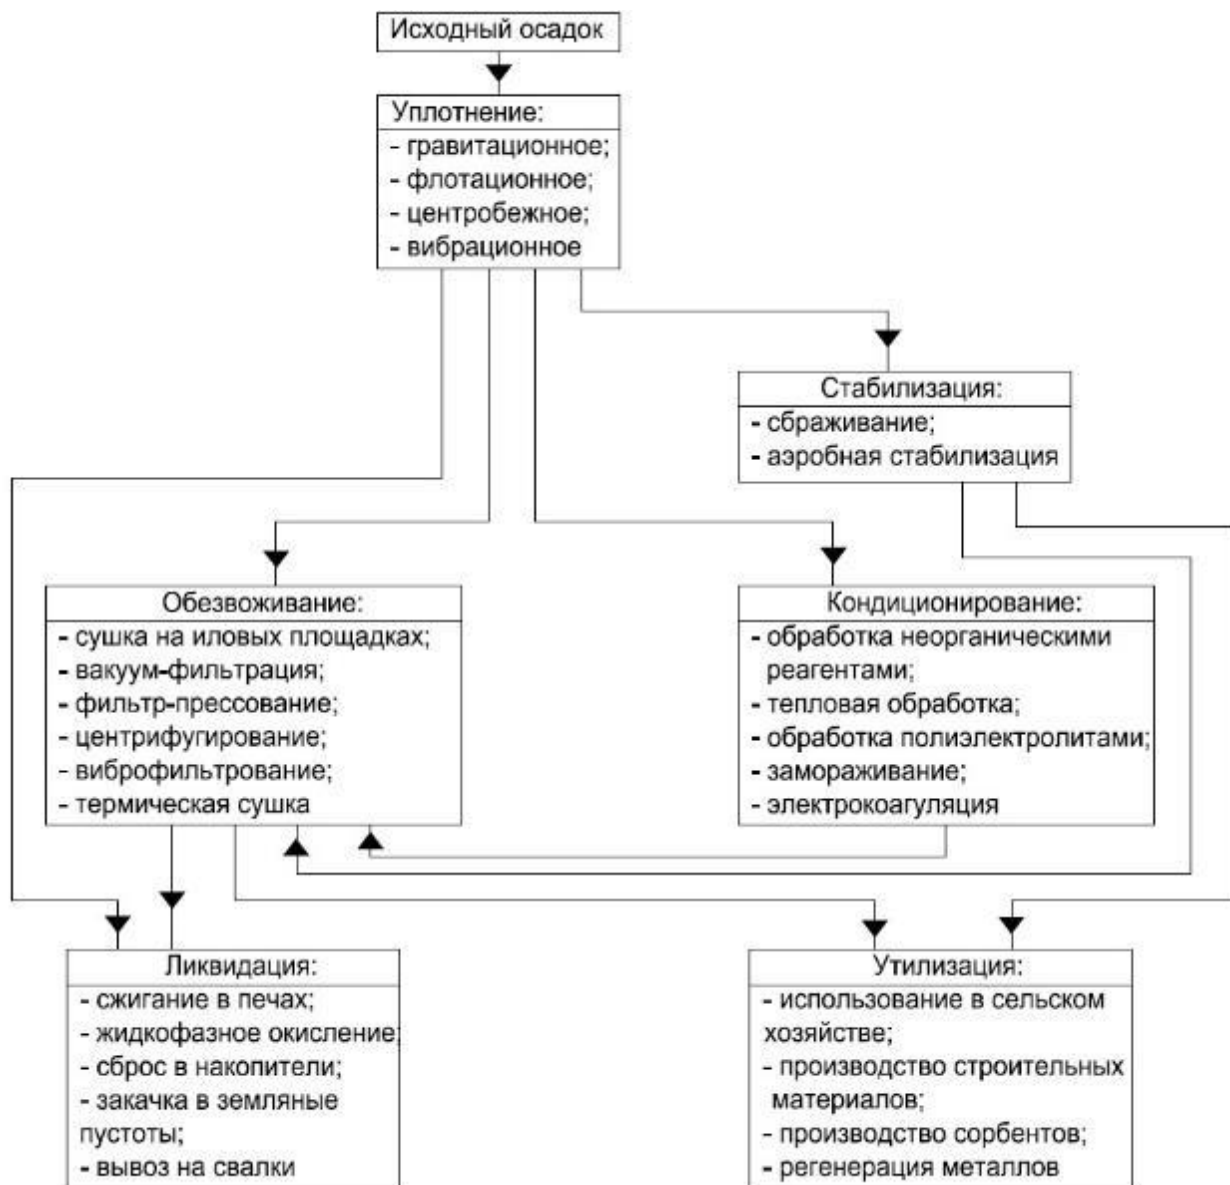 Исходный осадок
Уплотнение:
- гравитационное;
- флотационное;
- центробежное;
- вибрационное
Стабилизация:
- сбраживание;
- аэробная стабилизация
Обезвоживание:
- сушка на иловых площадках;
- вакуум-фильтрация;
- фильтр-прессование;
- центрифугирование;
- виброфильтрование;
- термическая сушка
Кондиционирование:
- обработка неорганическими
реагентами;
- тепловая обработка;
- обработка полиэлектролитами;
- замораживание;
- электрокоагуляция
Ликвидация:
- сжигание в печах;
- жидкофазное окисление;
- сброс в накопители;
- закачка в земляные
пустоты;
- вывоз на свалки
Утилизация:
- использование в сельском
хозяйстве;
- производство строительных
материалов;
- производство сорбентов;
- регенерация металлов